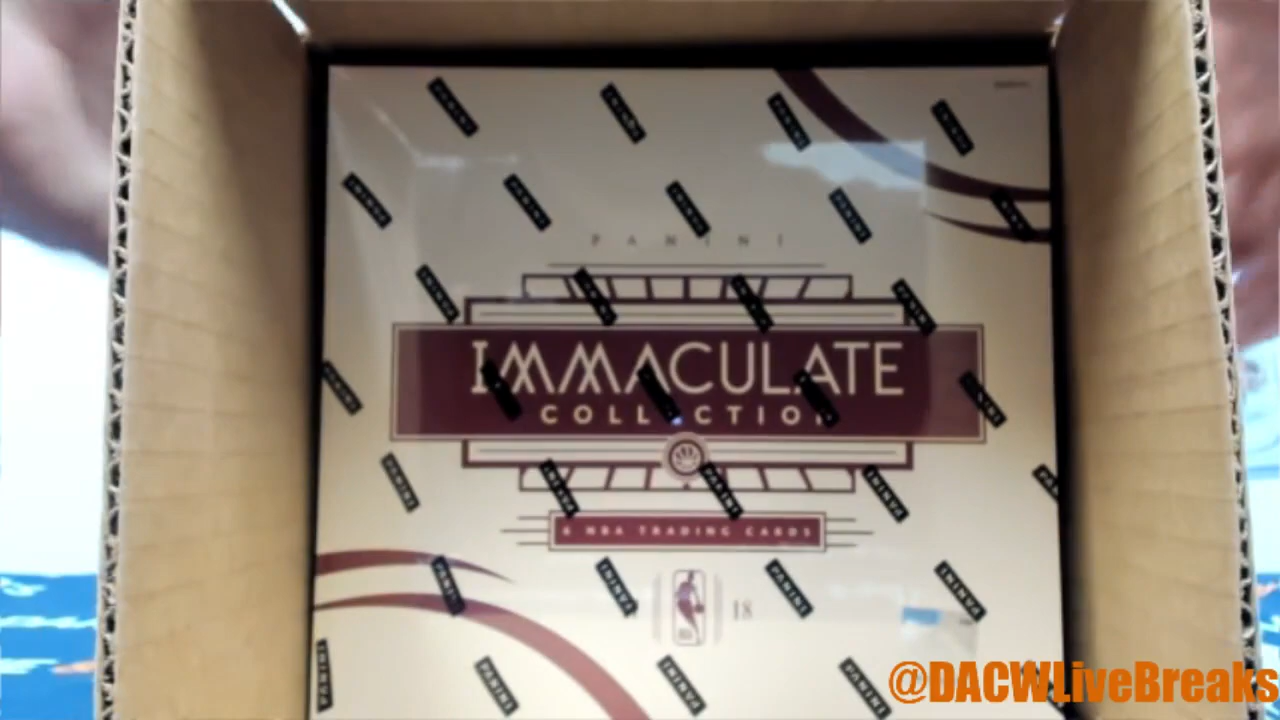 PANINI
IMMACULATE
COLLECTION
6 NBA TRADING CARDS
18
@DACWLiveBreaks